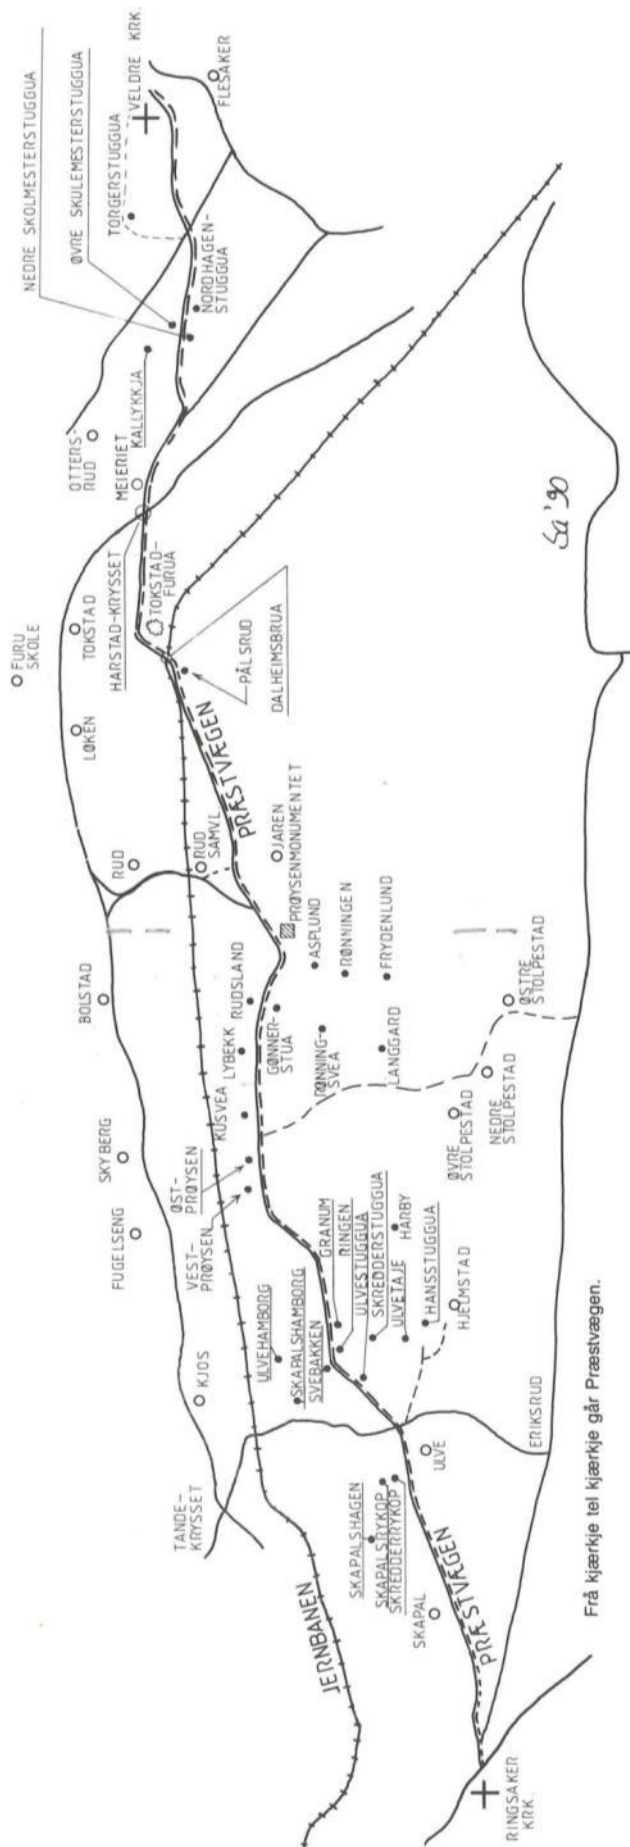 NEDRE SKOLMESTERSTUGGUA
ØVRE SKULEMESTERSTUGGUA
TORGERSTUGGUA
VELDRE KRK.
FLESAKER
NORDHAGEN-
STUGGUA
KALLYKKJA
OTTERS-
RUD
MEIERIET
HARSTAD-KRYSSET
TOKSTAD-
FURUA
TOKSTAD
FURU
SKOLE
LØKEN
PÅLSRUD
DALHEIMSBRUA
PRÆSTVÆGEN
RUD
RUD
SAMVL.
JAREN
PRØYSENMONUMENTET
ASPLUND
RØNNINGEN
FRYDENLUND
BOLSTAD
RUDSLAND
LYBEKK
GØNNER-
STUA
RØNNING-
SVEA
LANGGARD
ØSTRE
STOLPESTAD
NEDRE
STOLPESTAD
ØVRE
STOLPESTAD
KUSVEA
SKYBERG
FUGELSENG
ØST-
PRØYSEN
VEST-
PRØYSEN
GRANUM
RINGEN
ULVESTUGGUA
SKREDDERSTUGGUA
ULVETAJE
HARBY
HANSSTUGGUA
HJELMSTAD
ULVEHAMBORG
SKAPALSHAMBORG
SVEBAKKEN
KJOS
TANDE-
KRYSSET
ERIKSRUD
ULVE
SKAPALSHAGEN
SKAPALSRYKOP
SKREDDERRYKOP
SKAPAL
JERNBANEN
PRÆSTVÆGEN
RINGSAKER
KRK.
Sa '90
Frå kjærkje tel kjærkje går Præstvægen.